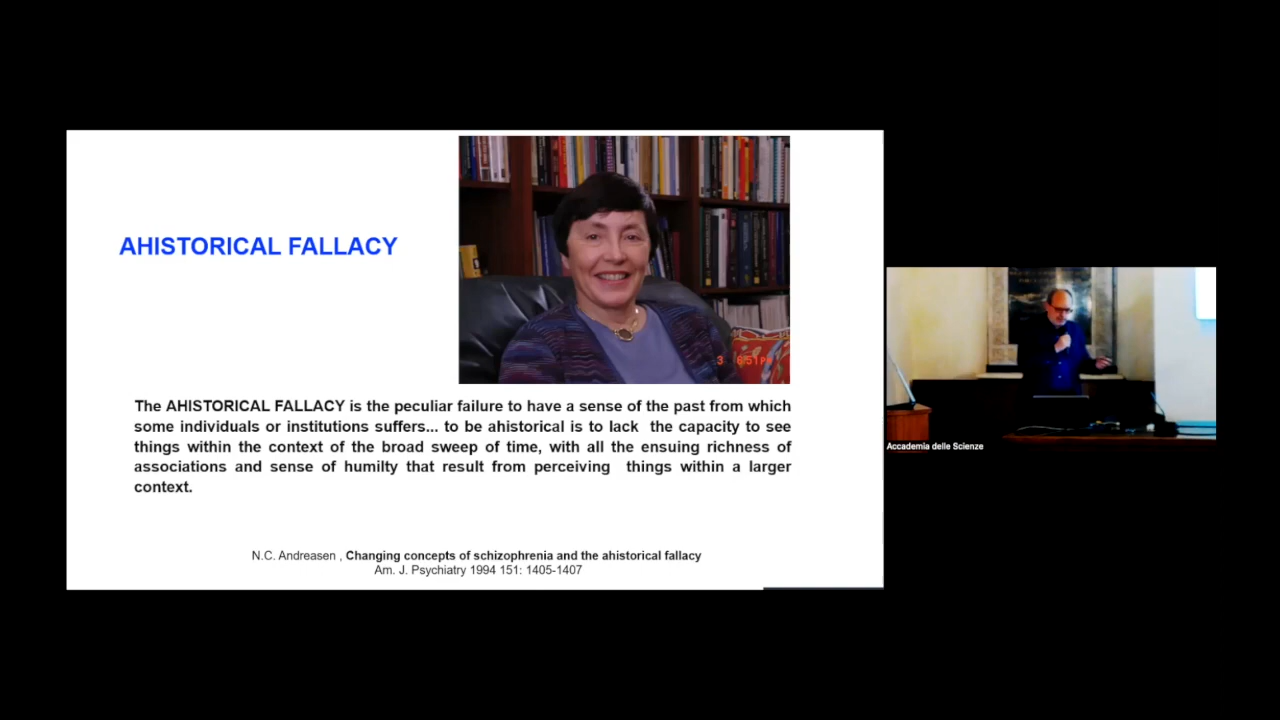 AHISTORICAL FALLACY
3 6:51PM
The AHISTORICAL FALLACY is the peculiar failure to have a sense of the past from which
some individuals or institutions suffers... to be ahistorical is to lack the capacity to see
things within the context of the broad sweep of time, with all the ensuing richness of
associations and sense of humilty that result from perceiving things within a larger
context.
N.C. Andreasen , Changing concepts of schizophrenia and the ahistorical fallacy
Am. J. Psychiatry 1994 151: 1405-1407
Accademia delle Scienze